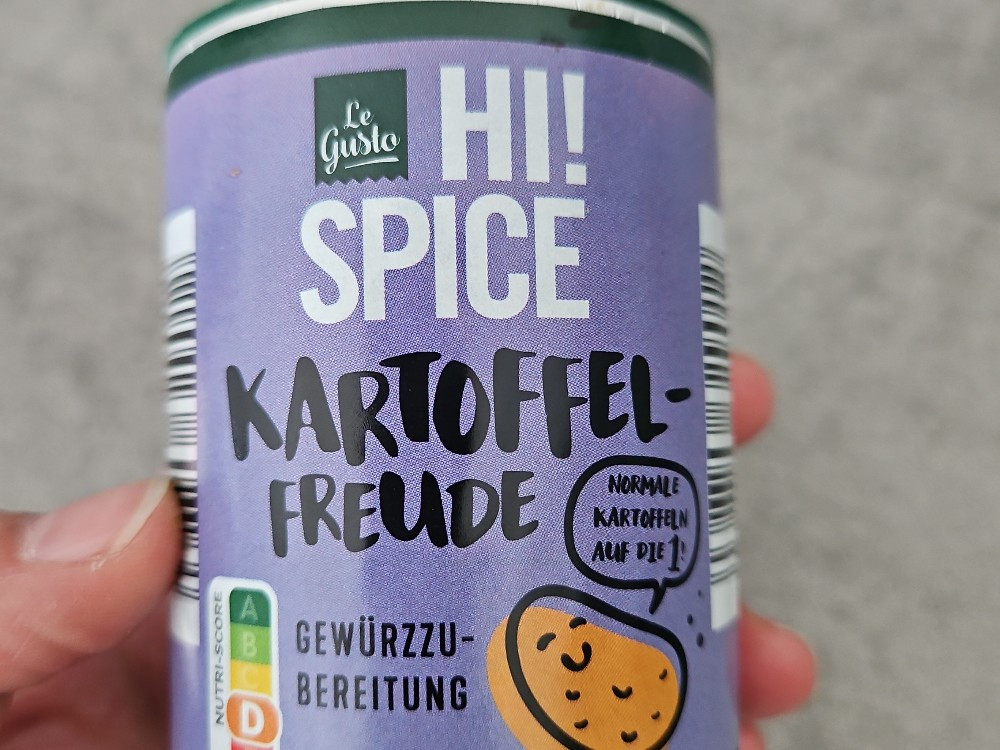 Le
Gusto
HI!
SPICE
KARTOFFEL-
FREUDE
NORMALE
KARTOFFELN
AUF DIE 1!
GEWÜRZZU-
BEREITUNG
NUTRI-SCORE
A
B
C
D